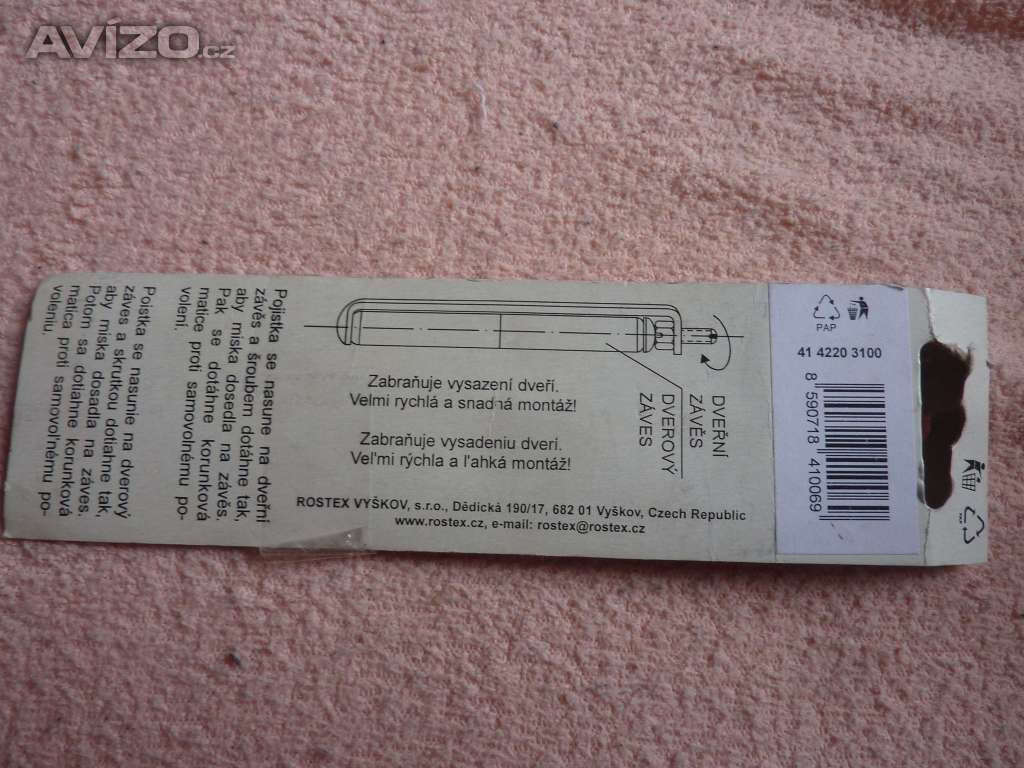 AVÍZO.cz
Zabraňuje vysazení dveří.
Velmi rychlá a snadná montáž!
Zabraňuje vysadeniu dverí.
Veľmi rýchla a ľahká montáž!
ROSTEX VYŠKOV, s.r.o., Dědická 190/17, 682 01 Vyškov, Czech Republic
www.rostex.cz, e-mail: rostex@rostex.cz
DVEŘNÍ
ZÁVĚS
DVEROVÝ
ZÁVES
Pojistka se nasune na dveřní
závěs a šroubem dotáhne tak,
aby miska dosedla na závěs.
Pak se dotáhne korunková
matice proti samovolnému po-
volení.
Poistka se nasunie na dverový
záves a skrutkou dotiahne tak,
aby miska dosadla na záves.
Potom sa dotiahne korunková
matica proti samovoľnému po-
voleniu.
PAP
41 4220 3100
8 590718 410069
PAP